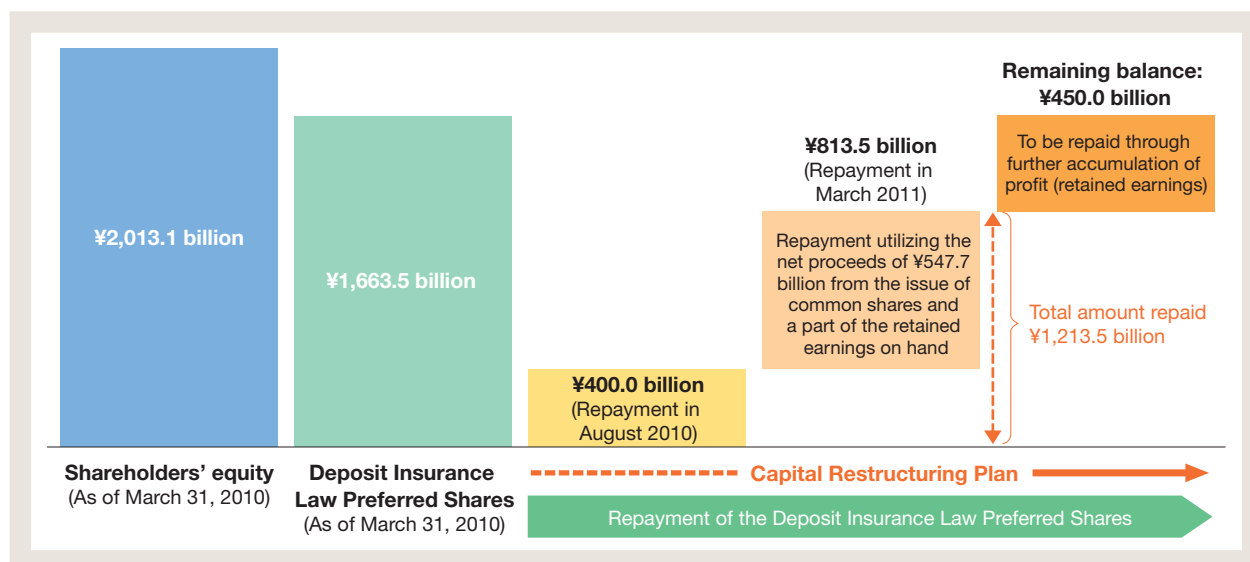 ¥2,013.1 billion
Shareholders’ equity
(As of March 31, 2010)
¥1,663.5 billion
Deposit Insurance
Law Preferred Shares
(As of March 31, 2010)
¥400.0 billion
(Repayment in
August 2010)
¥813.5 billion
(Repayment in
March 2011)
Repayment utilizing the
net proceeds of ¥547.7
billion from the issue of
common shares and
a part of the retained
earnings on hand
Remaining balance:
¥450.0 billion
To be repaid through
further accumulation of
profit (retained earnings)
Total amount repaid
¥1,213.5 billion
Capital Restructuring Plan
Repayment of the Deposit Insurance Law Preferred Shares